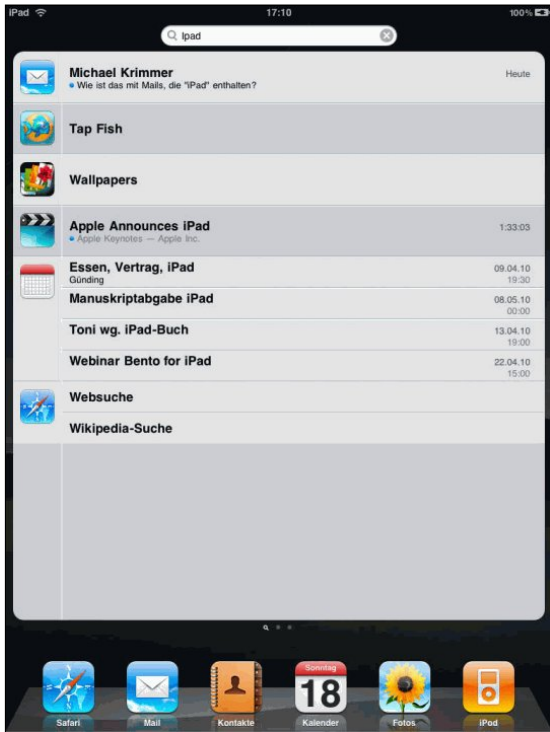 iPad 17:10 100%
Ipad
Michael Krimmer Heute
Wie ist das mit Mails, die "iPad" enthalten?
Tap Fish
Wallpapers
Apple Announces iPad 1:33:03
Apple Keynotes — Apple Inc.
Essen, Vertrag, iPad 09.04.10
Günding 19:30
Manuskriptabgabe iPad 08.05.10
00:00
Toni wg. iPad-Buch 13.04.10
19:00
Webinar Bento for iPad 22.04.10
15:00
Websuche
Wikipedia-Suche
Sonntag
18
Safari Mail Kontakte Kalender Fotos iPod